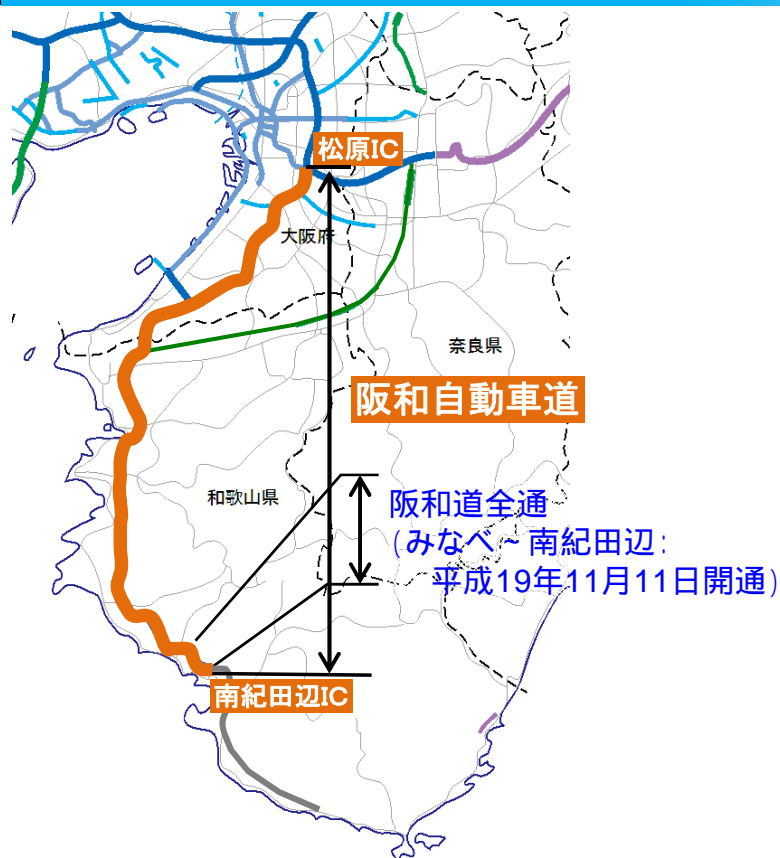 松原IC
大阪府
奈良県
阪和自動車道
和歌山県
阪和道全通
(みなべ~南紀田辺:
平成19年11月11日開通)
南紀田辺IC